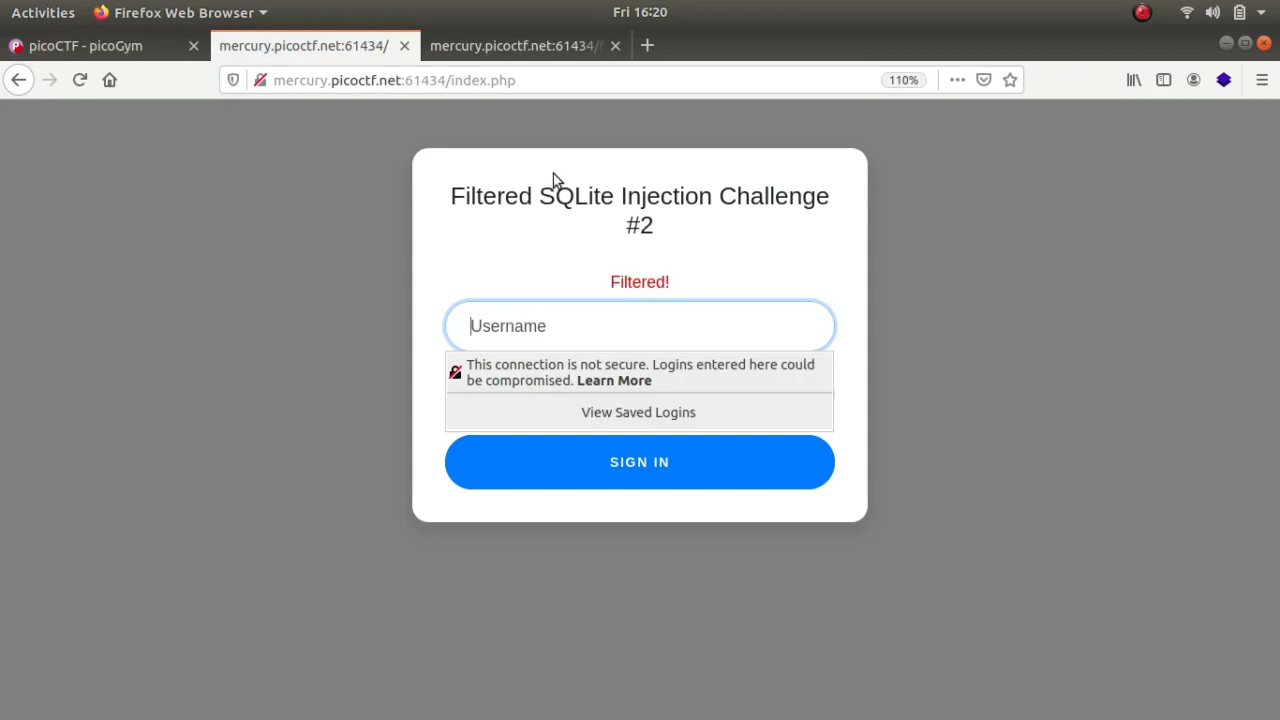 Activities Firefox Web Browser Fri 16:20
picoCTF - picoGym mercury.picoctf.net:61434/ mercury.picoctf.net:61434/
mercury.picoctf.net:61434/index.php 110%
Filtered SQLite Injection Challenge
#2
Filtered!
Username
This connection is not secure. Logins entered here could
be compromised. Learn More
View Saved Logins
SIGN IN